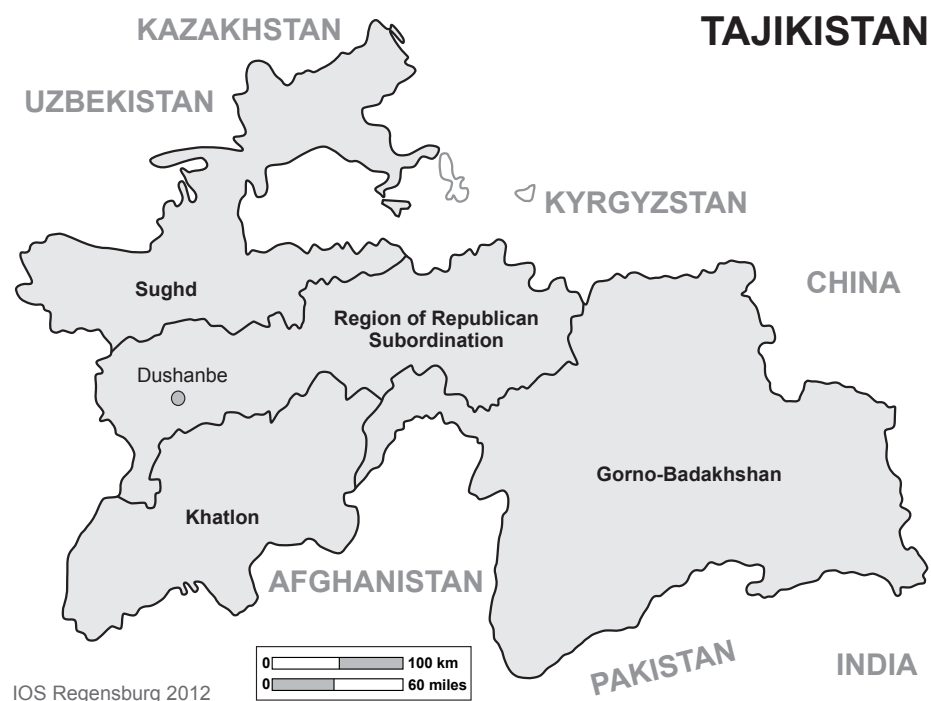 TAJIKISTAN
KAZAKHSTAN
UZBEKISTAN
KYRGYZSTAN
CHINA
Sughd
Region of Republican
Subordination
Dushanbe
Gorno-Badakhshan
Khatlon
AFGHANISTAN
PAKISTAN
INDIA
0 100 km
0 60 miles
IOS Regensburg 2012